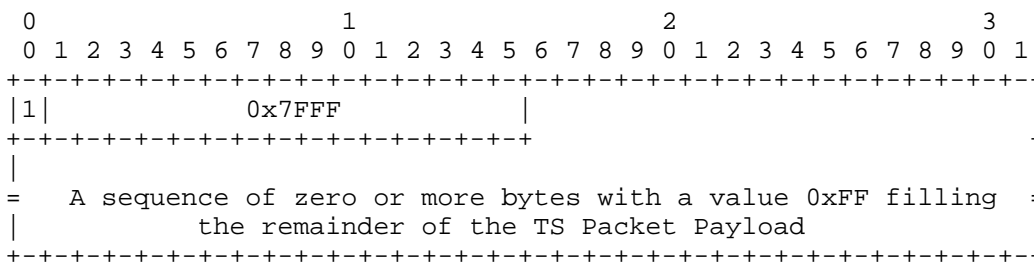 0                   1                   2                   3
 0 1 2 3 4 5 6 7 8 9 0 1 2 3 4 5 6 7 8 9 0 1 2 3 4 5 6 7 8 9 0 1
+-+-+-+-+-+-+-+-+-+-+-+-+-+-+-+-+-+-+-+-+-+-+-+-+-+-+-+-+-+-+-+-
|1|            0x7FFF           |
+-+-+-+-+-+-+-+-+-+-+-+-+-+-+-+-+                               -
|
=   A sequence of zero or more bytes with a value 0xFF filling  =
|         the remainder of the TS Packet Payload
+-+-+-+-+-+-+-+-+-+-+-+-+-+-+-+-+-+-+-+-+-+-+-+-+-+-+-+-+-+-+-+-